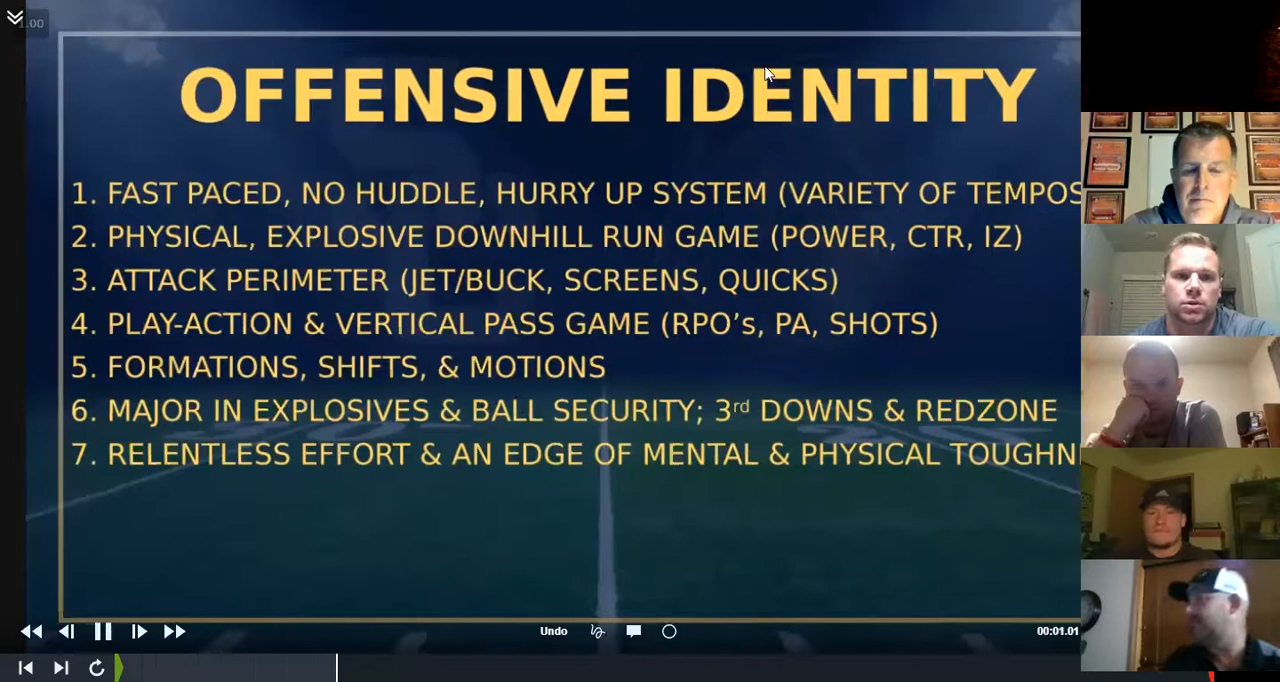 1.00
OFFENSIVE IDENTITY
1. FAST PACED, NO HUDDLE, HURRY UP SYSTEM (VARIETY OF TEMPOS
2. PHYSICAL, EXPLOSIVE DOWNHILL RUN GAME (POWER, CTR, IZ)
3. ATTACK PERIMETER (JET/BUCK, SCREENS, QUICKS)
4. PLAY-ACTION & VERTICAL PASS GAME (RPO’s, PA, SHOTS)
5. FORMATIONS, SHIFTS, & MOTIONS
6. MAJOR IN EXPLOSIVES & BALL SECURITY; 3rd DOWNS & REDZONE
7. RELENTLESS EFFORT & AN EDGE OF MENTAL & PHYSICAL TOUGHN
Undo
00:01.01